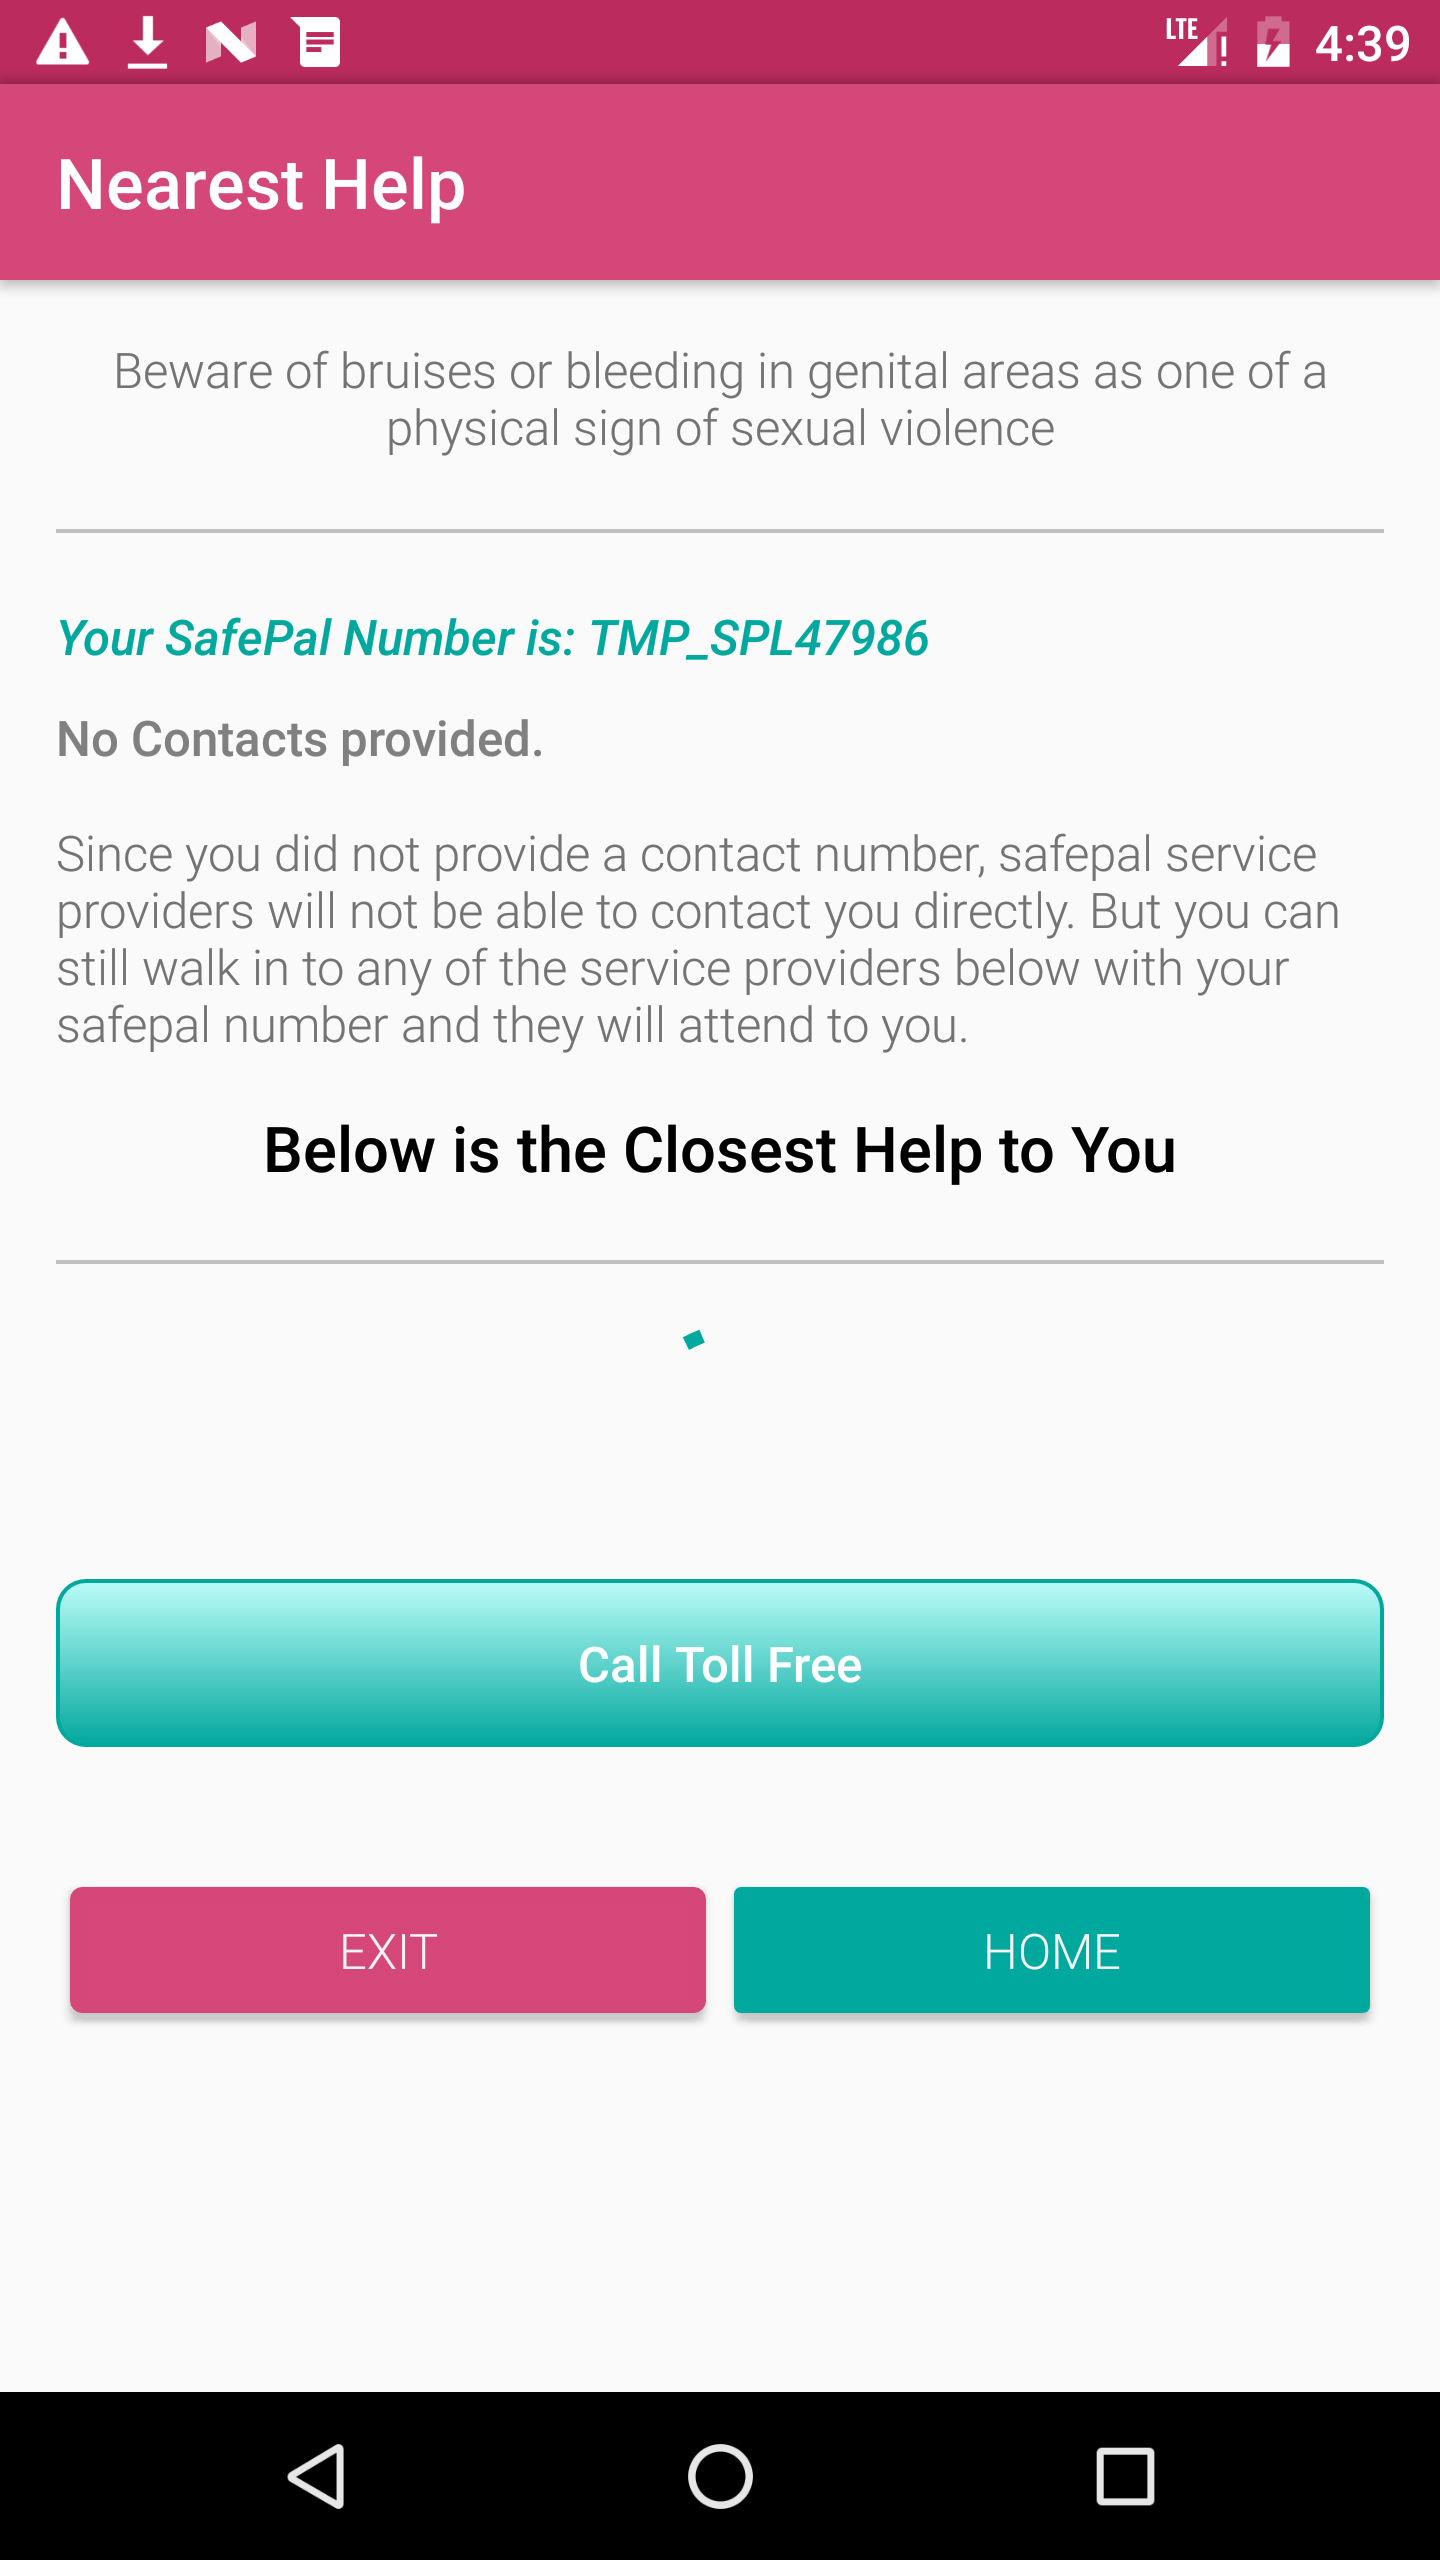 LTE 4:39
Nearest Help
Beware of bruises or bleeding in genital areas as one of a
physical sign of sexual violence
Your SafePal Number is: TMP_SPL47986
No Contacts provided.
Since you did not provide a contact number, safepal service
providers will not be able to contact you directly. But you can
still walk in to any of the service providers below with your
safepal number and they will attend to you.
Below is the Closest Help to You
Call Toll Free
EXIT HOME